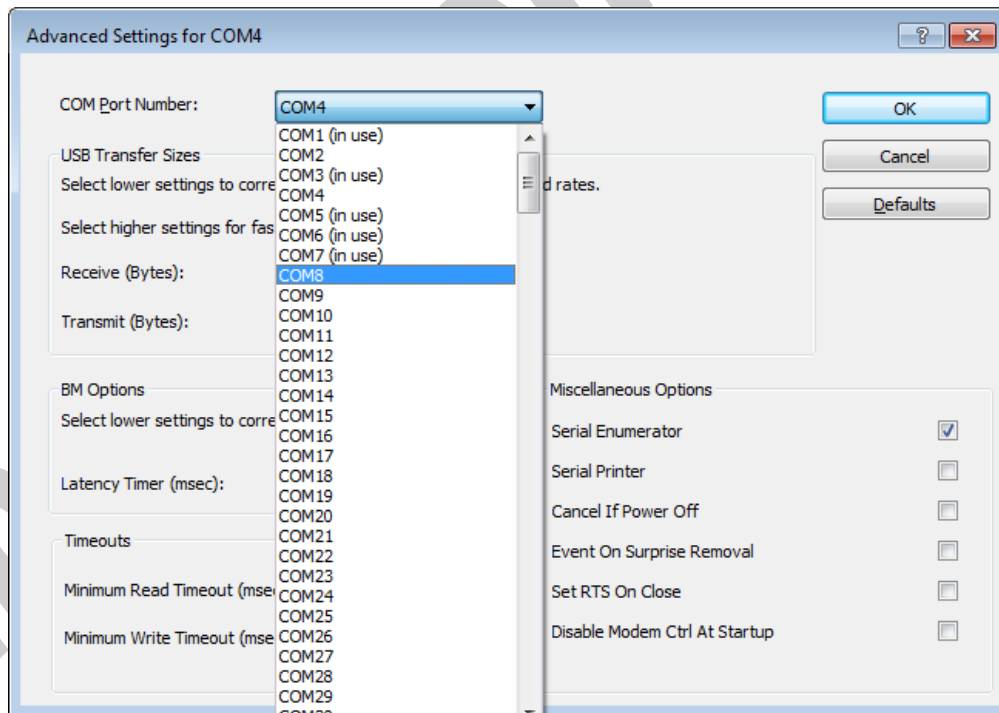 Advanced Settings for COM4
COM Port Number:
COM4
OK
Cancel
Defaults
COM1 (in use)
COM2
COM3 (in use)
COM4
COM5 (in use)
COM6 (in use)
COM7 (in use)
COM8
COM9
COM10
COM11
COM12
COM13
COM14
COM15
COM16
COM17
COM18
COM19
COM20
COM21
COM22
COM23
COM24
COM25
COM26
COM27
COM28
COM29
USB Transfer Sizes
Select lower settings to corre
d rates.
Select higher settings for fas
Receive (Bytes):
Transmit (Bytes):
BM Options
Select lower settings to corre
Latency Timer (msec):
Timeouts
Minimum Read Timeout (msec
Minimum Write Timeout (mse
Miscellaneous Options
Serial Enumerator
Serial Printer
Cancel If Power Off
Event On Surprise Removal
Set RTS On Close
Disable Modem Ctrl At Startup